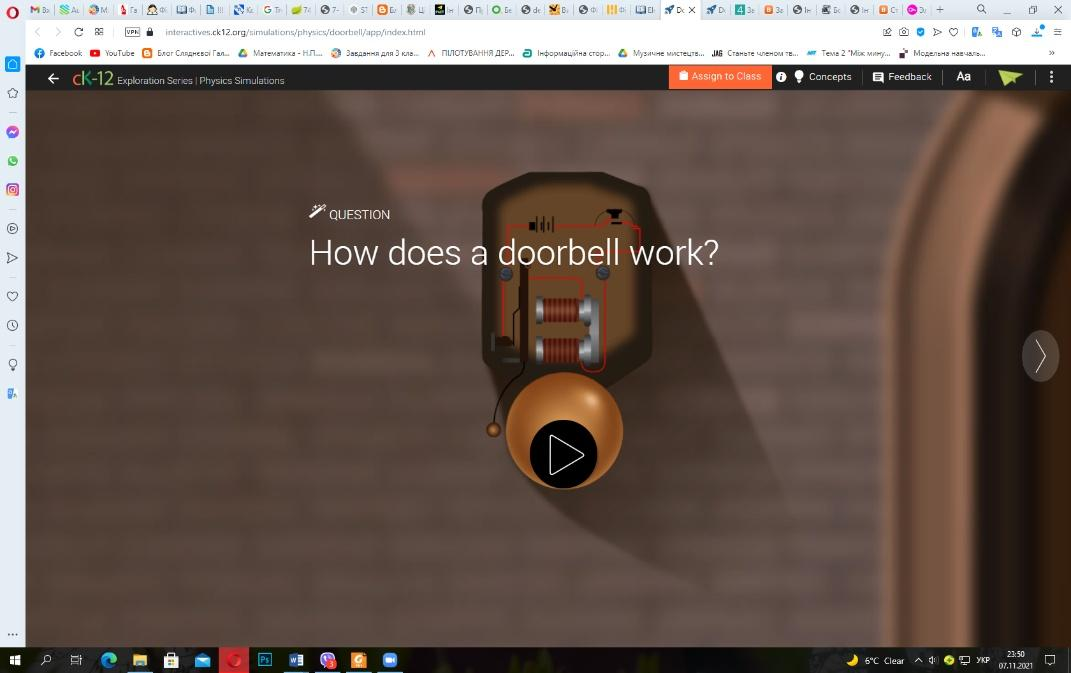 VPN interactives.ck12.org/simulations/physics/doorbell/app/index.html
Facebook YouTube Блог Слядневої Гал... Математика - Н.П.... Завдання для 3 кла... ПІЛОТУВАННЯ ДЕР... Інформаційна стор... Музичне мистецтв... JAG Станьте членом тв... Тема 2 "Між мину... Модельна навчаль... »
cK-12 Exploration Series | Physics Simulations Assign to Class Concepts Feedback Aa
QUESTION
How does a doorbell work?
6°C Clear УКР 23:50
07.11.2021